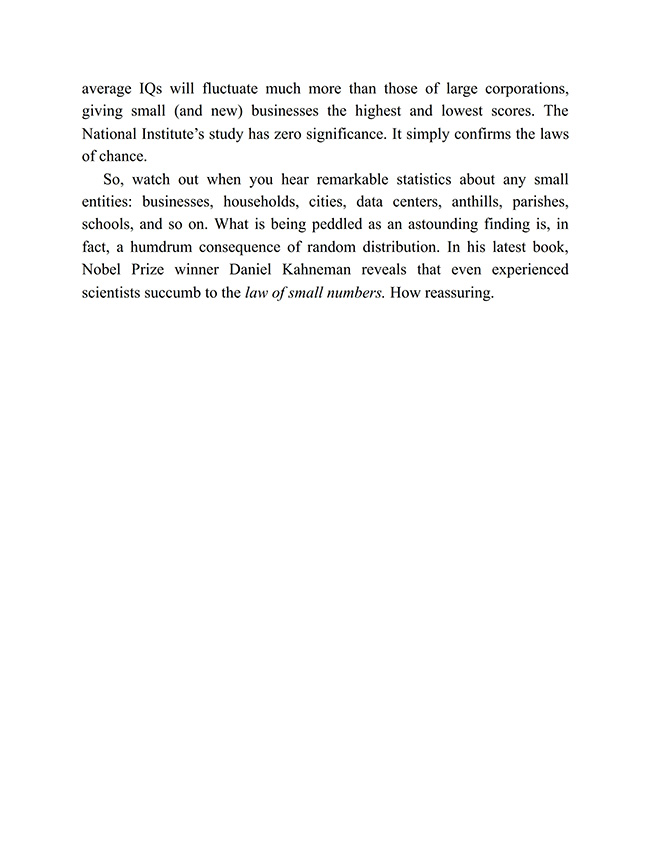 average IQs will fluctuate much more than those of large corporations,
giving small (and new) businesses the highest and lowest scores. The
National Institute’s study has zero significance. It simply confirms the laws
of chance.
So, watch out when you hear remarkable statistics about any small
entities: businesses, households, cities, data centers, anthills, parishes,
schools, and so on. What is being peddled as an astounding finding is, in
fact, a humdrum consequence of random distribution. In his latest book,
Nobel Prize winner Daniel Kahneman reveals that even experienced
scientists succumb to the law of small numbers. How reassuring.